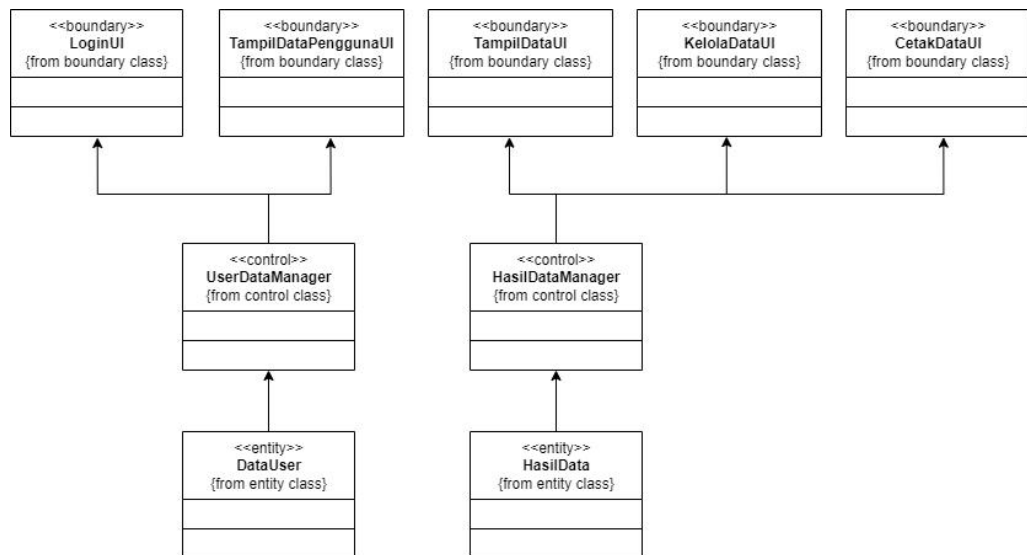 <<boundary>>
LoginUI
{from boundary class}
<<boundary>>
TampilDataPenggunaUI
{from boundary class}
<<boundary>>
TampilDataUI
{from boundary class}
<<boundary>>
KelolaDataUI
{from boundary class}
<<boundary>>
CetakDataUI
{from boundary class}
<<control>>
UserDataManager
{from control class}
<<control>>
HasilDataManager
{from control class}
<<entity>>
DataUser
{from entity class}
<<entity>>
HasilData
{from entity class}